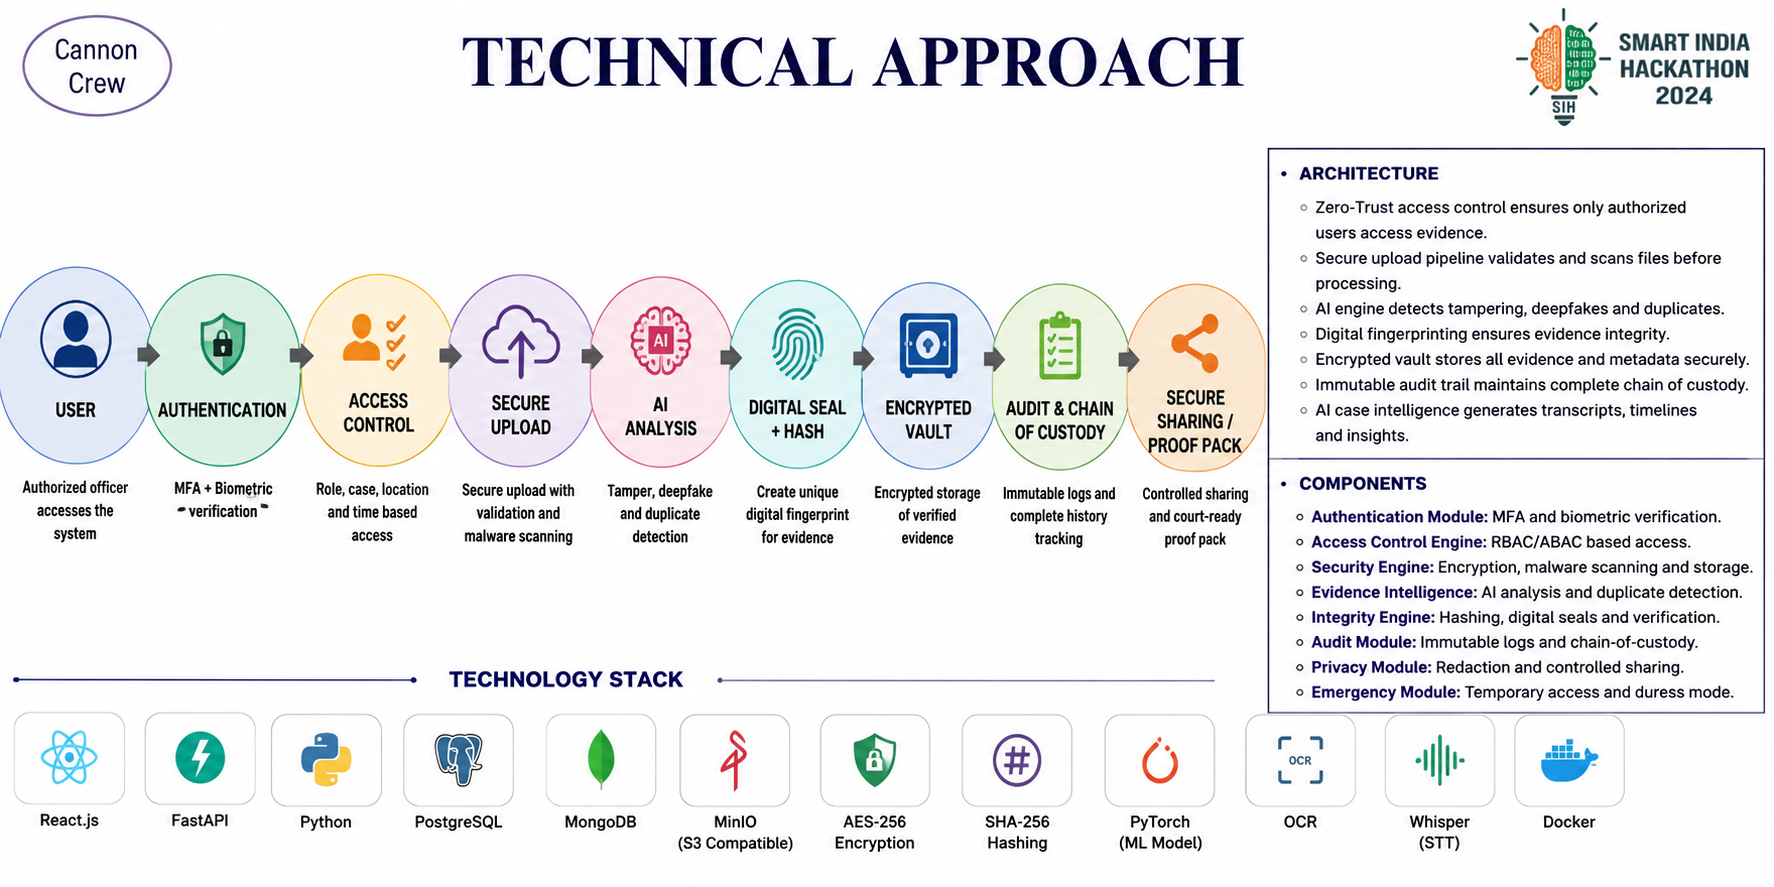 Cannon
Crew
TECHNICAL APPROACH
SIH
SMART INDIA
HACKATHON
2024
USER
AUTHENTICATION
ACCESS
CONTROL
SECURE
UPLOAD
AI
AI
ANALYSIS
DIGITAL SEAL
+ HASH
ENCRYPTED
VAULT
AUDIT & CHAIN
OF CUSTODY
SECURE
SHARING /
PROOF PACK
Authorized officer
accesses the
system
MFA + Biometric
verification
Role, case, location
and time based
access
Secure upload with
validation and
malware scanning
Tamper, deepfake
and duplicate
detection
Create unique
digital fingerprint
for evidence
Encrypted storage
of verified
evidence
Immutable logs and
complete history
tracking
Controlled sharing
and court-ready
proof pack
• ARCHITECTURE
◦ Zero-Trust access control ensures only authorized
users access evidence.
◦ Secure upload pipeline validates and scans files before
processing.
◦ AI engine detects tampering, deepfakes and duplicates.
◦ Digital fingerprinting ensures evidence integrity.
◦ Encrypted vault stores all evidence and metadata securely.
◦ Immutable audit trail maintains complete chain of custody.
◦ AI case intelligence generates transcripts, timelines
and insights.
• COMPONENTS
◦ Authentication Module: MFA and biometric verification.
◦ Access Control Engine: RBAC/ABAC based access.
◦ Security Engine: Encryption, malware scanning and storage.
◦ Evidence Intelligence: AI analysis and duplicate detection.
◦ Integrity Engine: Hashing, digital seals and verification.
◦ Audit Module: Immutable logs and chain-of-custody.
◦ Privacy Module: Redaction and controlled sharing.
◦ Emergency Module: Temporary access and duress mode.
TECHNOLOGY STACK
React.js
FastAPI
Python
PostgreSQL
MongoDB
MinIO
(S3 Compatible)
AES-256
Encryption
#
SHA-256
Hashing
PyTorch
(ML Model)
OCR
OCR
Whisper
(STT)
Docker